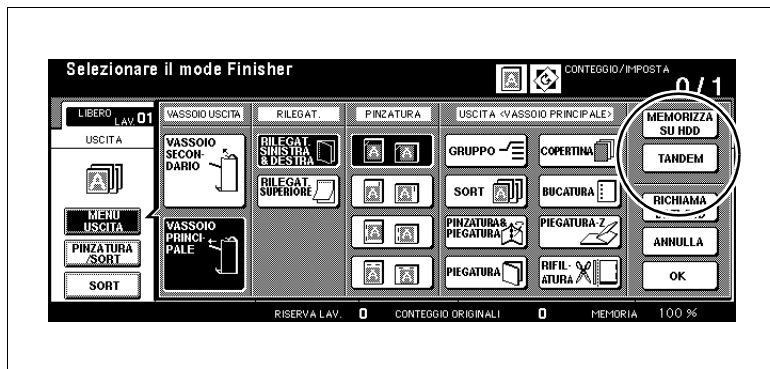 Selezionare il mode Finisher
CONTEGGIO/IMPOSTA
0/1
LIBERO LAV. 01
USCITA
MENU
USCITA
PINZATURA
/SORT
SORT
VASSOIO USCITA
VASSOIO
SECON-
DARIO
VASSOIO
PRINCI-
PALE
RILEGAT.
RILEGAT.
SINISTRA
& DESTRA
RILEGAT.
SUPERIORE
PINZATURA
USCITA <VASSOIO PRINCIPALE>
GRUPPO
COPERTINA
SORT
BUCATURA
PINZATURA&
PIEGATURA
PIEGATURA-Z
PIEGATURA
RIFIL-
ATURA
MEMORIZZA
SU HDD
TANDEM
RICHIAMA
ANNULLA
OK
RISERVA LAV. 0 CONTEGGIO ORIGINALI 0 MEMORIA 100 %